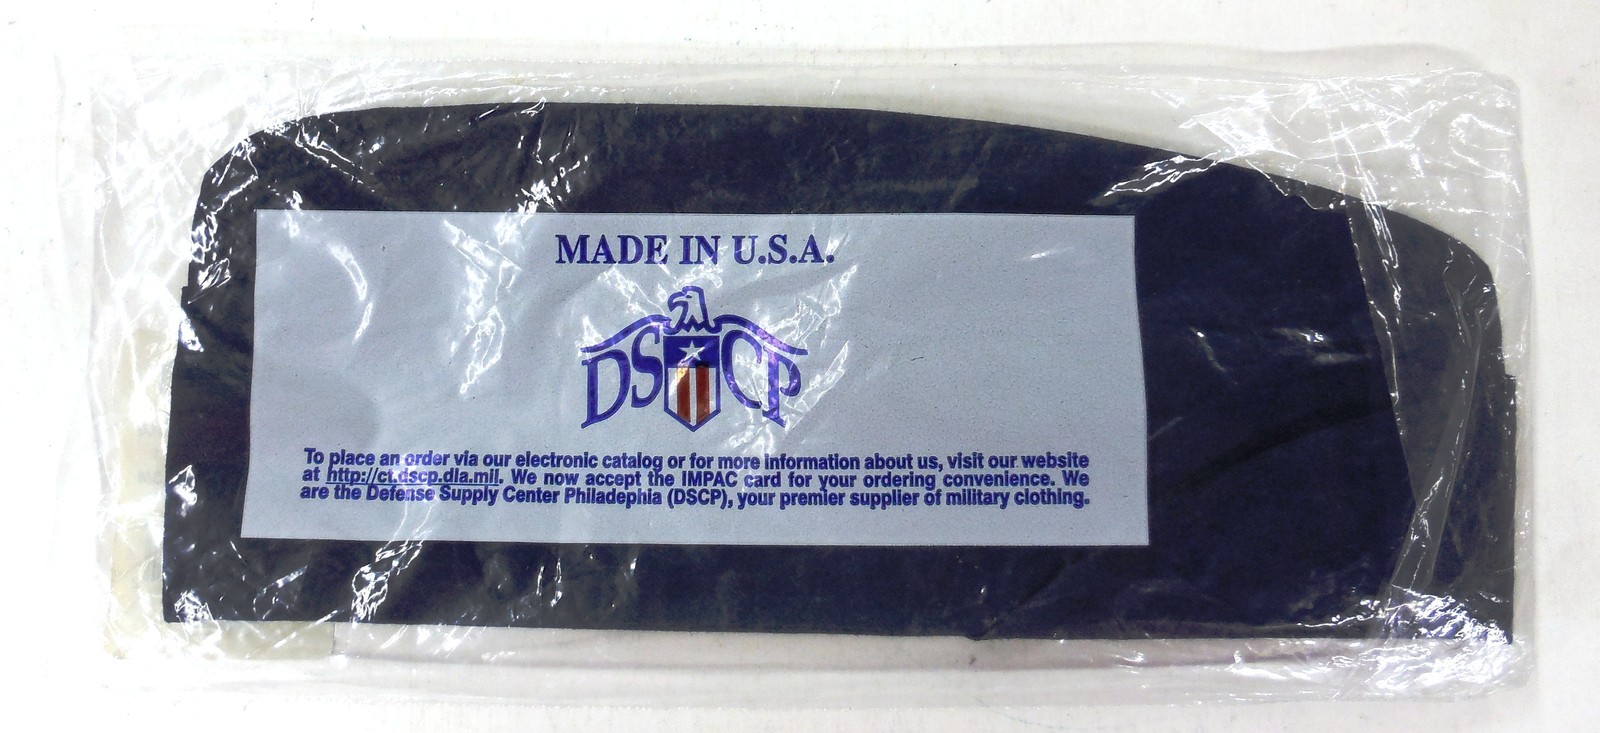 MADE IN U.S.A.
DSCP
To place an order via our electronic catalog or for more information about us, visit our website
at http://ct.dscp.dla.mil. We now accept the IMPAC card for your ordering convenience. We
are the Defense Supply Center Philadephia (DSCP), your premier supplier of military clothing.